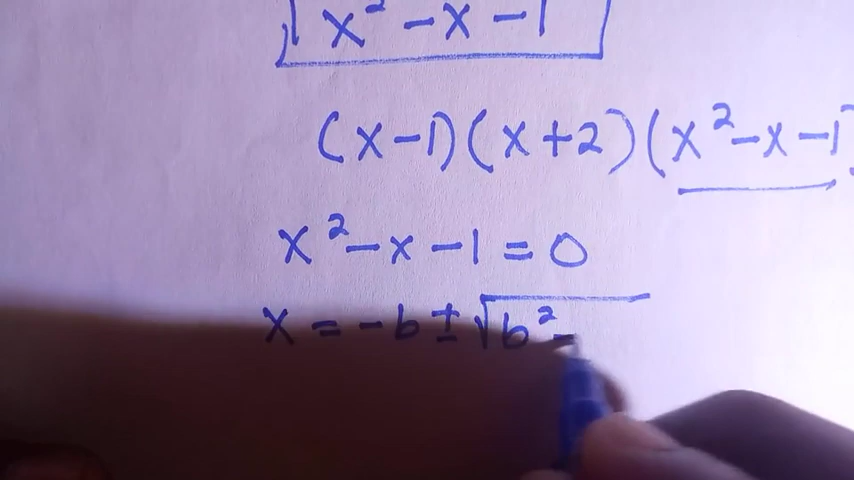 x² - x - 1
(x-1)(x+2)(x²-x-1)
x² - x - 1 = 0
x = -b ± √b² -